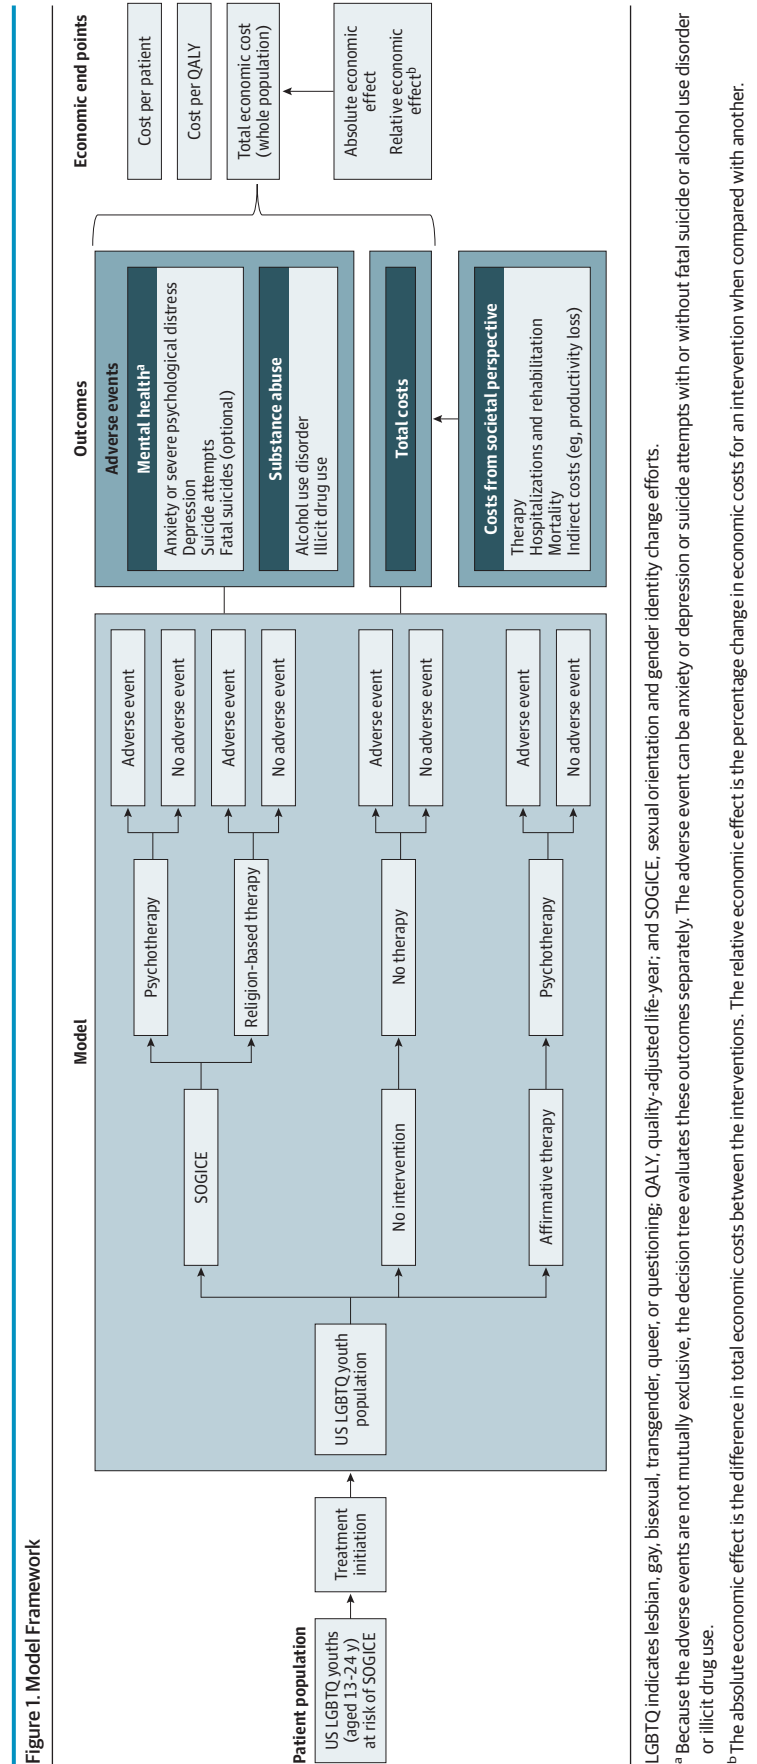 Figure 1. Model Framework
Patient population
US LGBTQ youths
(aged 13-24 y)
at risk of SOGICE
Treatment
initiation
Model
US LGBTQ youth
population
SOGICE
No intervention
Affirmative therapy
Psychotherapy
Religion-based therapy
No therapy
Psychotherapy
Adverse event
No adverse event
Adverse event
No adverse event
Adverse event
No adverse event
Adverse event
No adverse event
Outcomes
Adverse events
Mental healthᵃ
Anxiety or severe psychological distress
Depression
Suicide attempts
Fatal suicides (optional)
Substance abuse
Alcohol use disorder
Illicit drug use
Total costs
Costs from societal perspective
Therapy
Hospitalizations and rehabilitation
Mortality
Indirect costs (eg, productivity loss)
Economic end points
Cost per patient
Cost per QALY
Total economic cost
(whole population)
Absolute economic
effect
Relative economic
effectᵇ
LGBTQ indicates lesbian, gay, bisexual, transgender, queer, or questioning; QALY, quality-adjusted life-year; and SOGICE, sexual orientation and gender identity change efforts.
ᵃ Because the adverse events are not mutually exclusive, the decision tree evaluates these outcomes separately. The adverse event can be anxiety or depression or suicide attempts with or without fatal suicide or alcohol use disorder
or illicit drug use.
ᵇ The absolute economic effect is the difference in total economic costs between the interventions. The relative economic effect is the percentage change in economic costs for an intervention when compared with another.